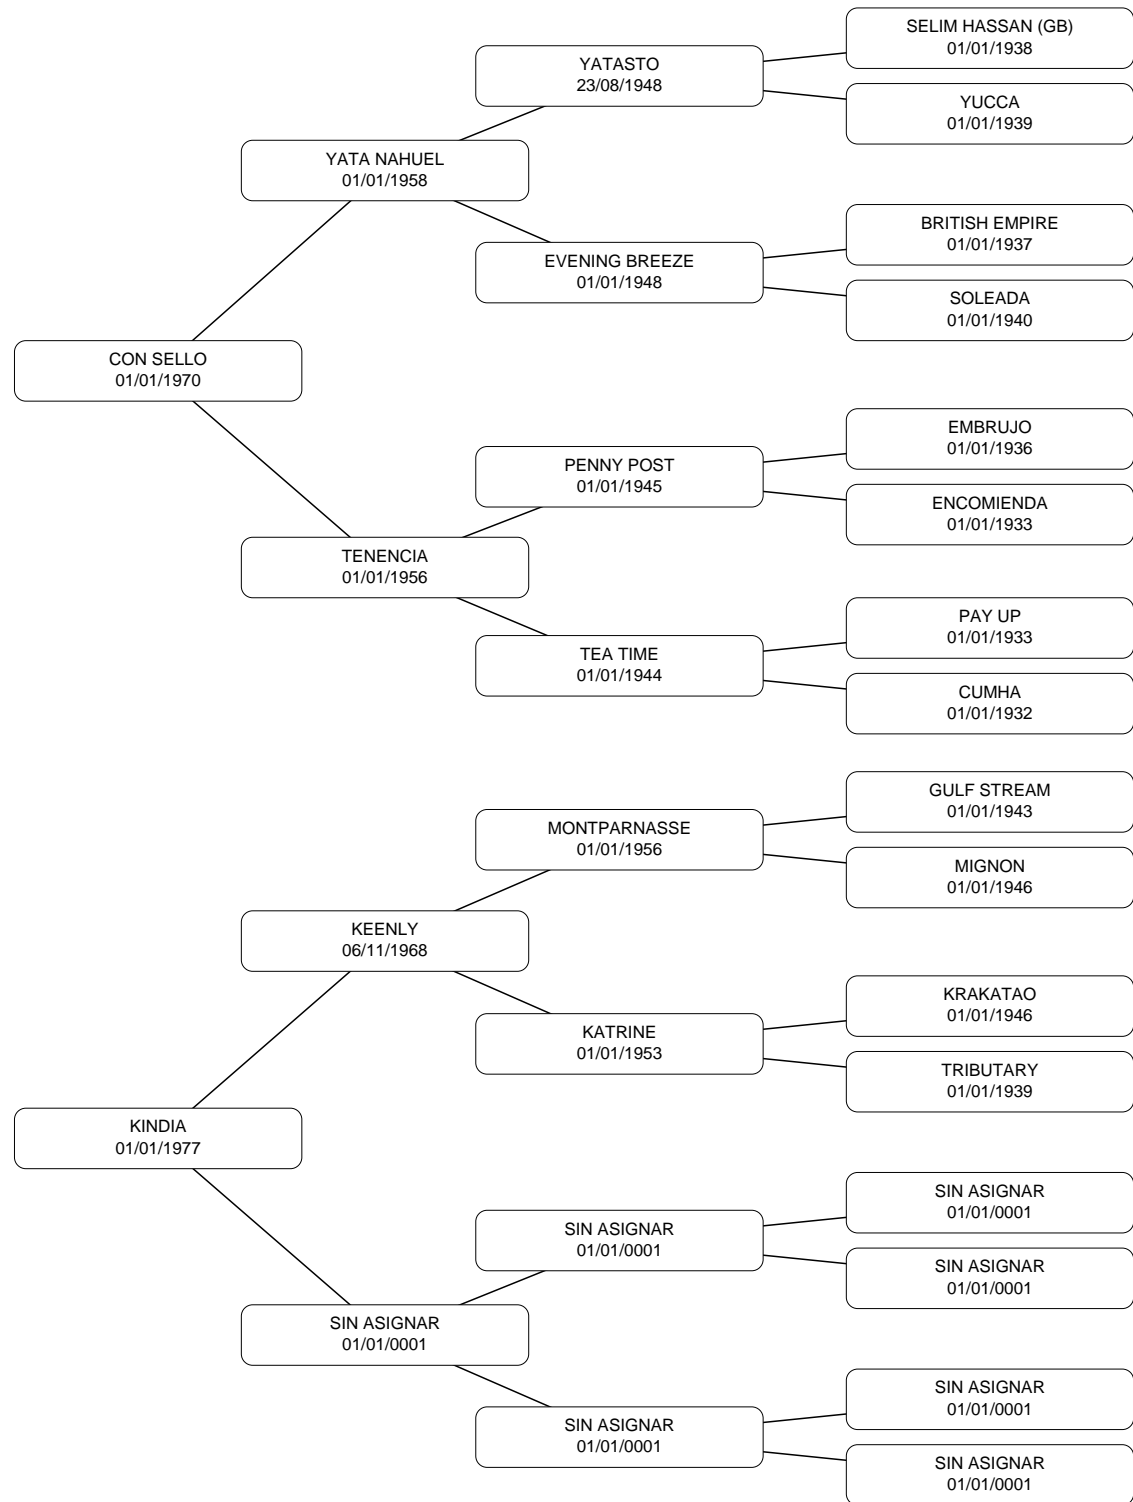 SELIM HASSAN (GB)
01/01/1938
YATASTO
23/08/1948
YUCCA
01/01/1939
YATA NAHUEL
01/01/1958
BRITISH EMPIRE
01/01/1937
EVENING BREEZE
01/01/1948
SOLEADA
01/01/1940
CON SELLO
01/01/1970
EMBRUJO
01/01/1936
PENNY POST
01/01/1945
ENCOMIENDA
01/01/1933
TENENCIA
01/01/1956
PAY UP
01/01/1933
TEA TIME
01/01/1944
CUMHA
01/01/1932
GULF STREAM
01/01/1943
MONTPARNASSE
01/01/1956
MIGNON
01/01/1946
KEENLY
06/11/1968
KRAKATAO
01/01/1946
KATRINE
01/01/1953
TRIBUTARY
01/01/1939
KINDIA
01/01/1977
SIN ASIGNAR
01/01/0001
SIN ASIGNAR
01/01/0001
SIN ASIGNAR
01/01/0001
SIN ASIGNAR
01/01/0001
SIN ASIGNAR
01/01/0001
SIN ASIGNAR
01/01/0001
SIN ASIGNAR
01/01/0001